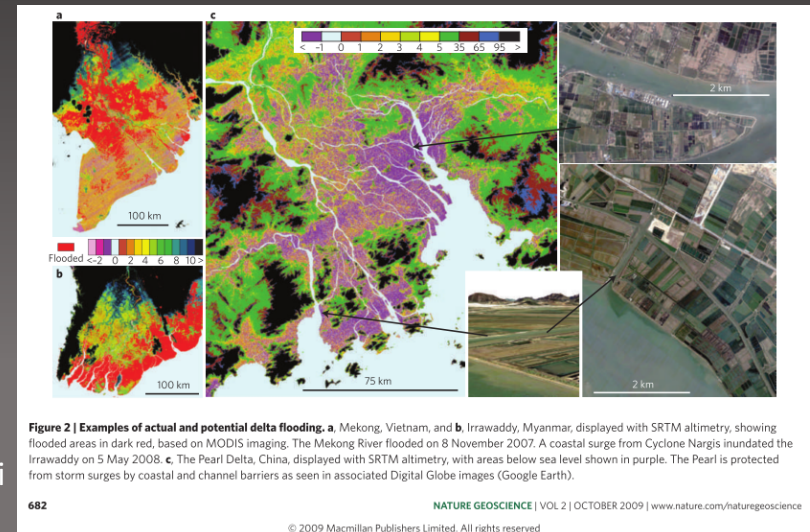 a
c
< -1 0 1 2 3 4 5 35 65 95 >
2 km
100 km
Flooded <-2 0 2 4 6 8 10 >
b
100 km
75 km
2 km
Figure 2 | Examples of actual and potential delta flooding. a, Mekong, Vietnam, and b, Irrawaddy, Myanmar, displayed with SRTM altimetry, showing
flooded areas in dark red, based on MODIS imaging. The Mekong River flooded on 8 November 2007. A coastal surge from Cyclone Nargis inundated the
Irrawaddy on 5 May 2008. c, The Pearl Delta, China, displayed with SRTM altimetry, with areas below sea level shown in purple. The Pearl is protected
from storm surges by coastal and channel barriers as seen in associated Digital Globe images (Google Earth).
i
682 NATURE GEOSCIENCE | VOL 2 | OCTOBER 2009 | www.nature.com/naturegeoscience
© 2009 Macmillan Publishers Limited. All rights reserved